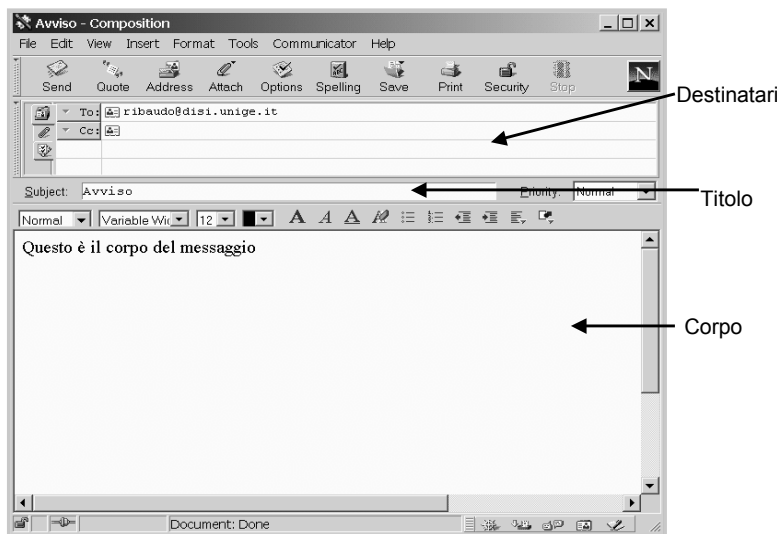 Avviso - Composition
File Edit View Insert Format Tools Communicator Help
Send Quote Address Attach Options Spelling Save Print Security Stop N
Destinatari
To: ribaudo@disi.unige.it
Cc:
Subject: Avviso Priority: Normal
Titolo
Normal Variable Wi 12 A A A
Questo è il corpo del messaggio
Corpo
Document: Done